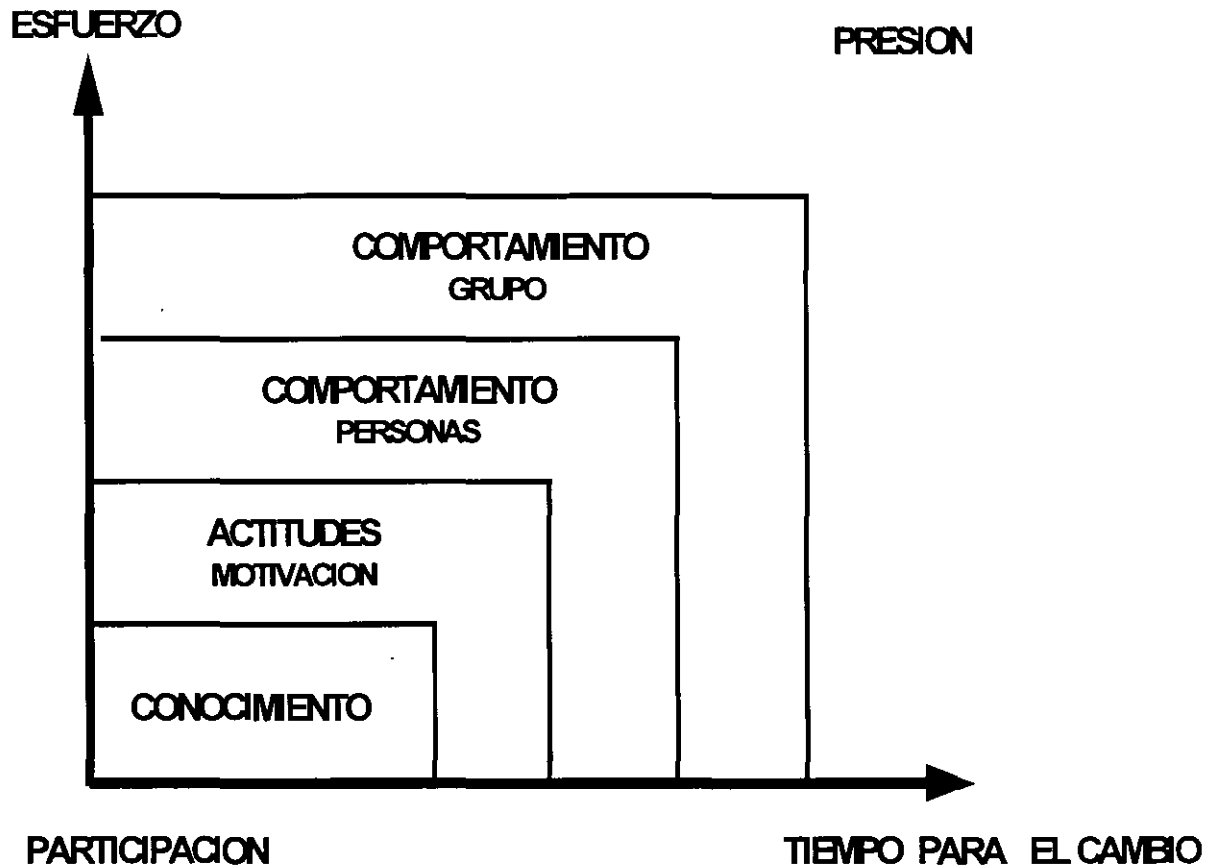 ESFUERZO
PRESION
COMPORTAMIENTO
GRUPO
COMPORTAMIENTO
PERSONAS
ACTITUDES
MOTIVACION
CONOCIMIENTO
PARTICIPACION
TIEMPO PARA EL CAMBIO